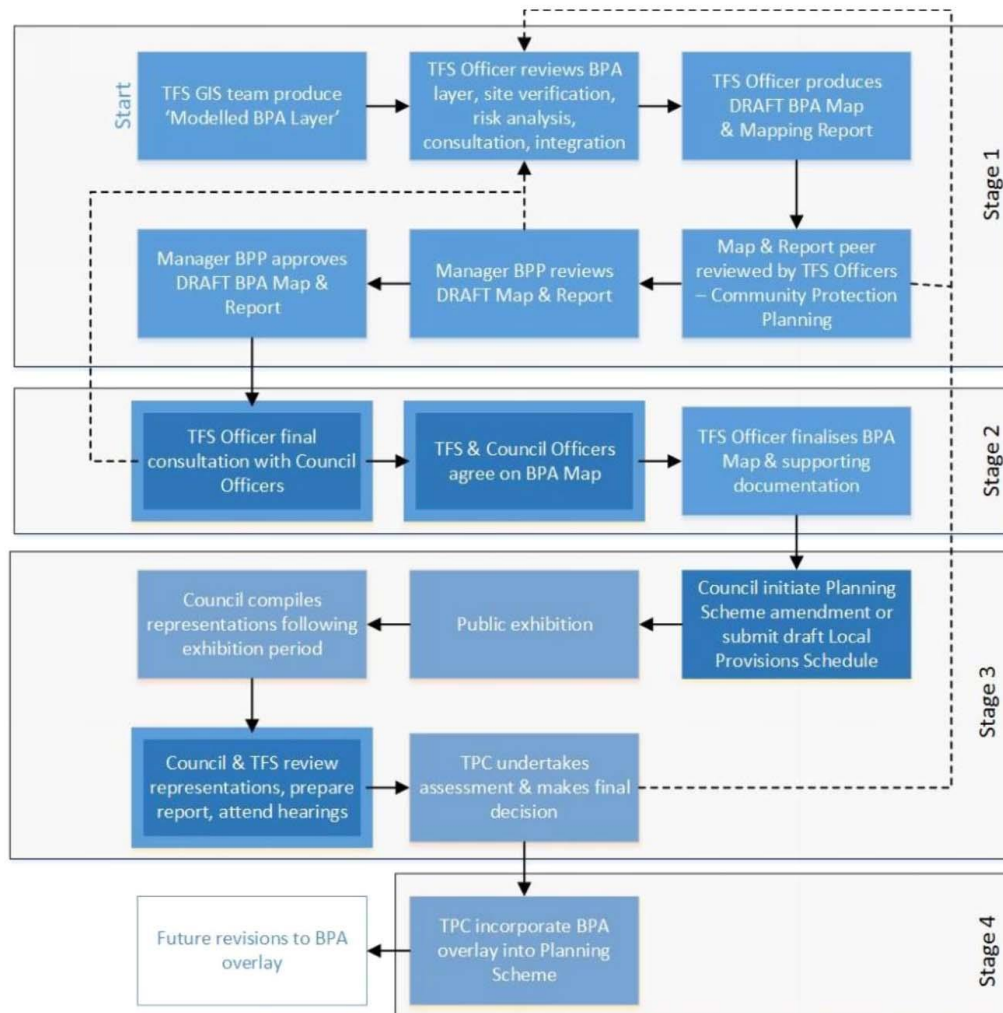 Start
TFS GIS team produce
‘Modelled BPA Layer’
TFS Officer reviews BPA
layer, site verification,
risk analysis,
consultation, integration
TFS Officer produces
DRAFT BPA Map
& Mapping Report
Stage 1
Manager BPP approves
DRAFT BPA Map &
Report
Manager BPP reviews
DRAFT Map & Report
Map & Report peer
reviewed by TFS Officers
– Community Protection
Planning
TFS Officer final
consultation with Council
Officers
TFS & Council Officers
agree on BPA Map
TFS Officer finalises BPA
Map & supporting
documentation
Stage 2
Council compiles
representations following
exhibition period
Public exhibition
Council initiate Planning
Scheme amendment or
submit draft Local
Provisions Schedule
Stage 3
Council & TFS review
representations, prepare
report, attend hearings
TPC undertakes
assessment & makes final
decision
Future revisions to BPA
overlay
TPC incorporate BPA
overlay into Planning
Scheme
Stage 4